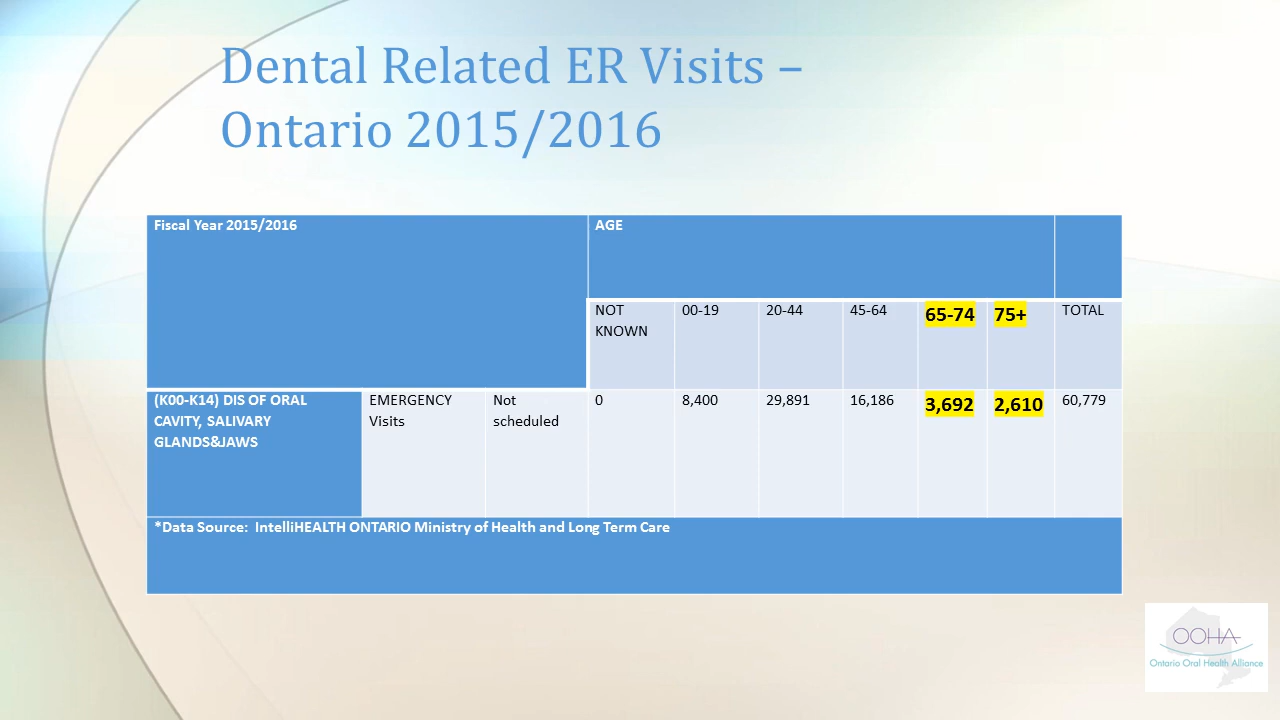 Dental Related ER Visits –
Ontario 2015/2016
Fiscal Year 2015/2016
AGE
NOT KNOWN
00-19
20-44
45-64
65-74
75+
TOTAL
(K00-K14) DIS OF ORAL
CAVITY, SALIVARY
GLANDS&JAWS
EMERGENCY
Visits
Not
scheduled
0
8,400
29,891
16,186
3,692
2,610
60,779
*Data Source:  IntelliHEALTH ONTARIO Ministry of Health and Long Term Care
OOHA
Ontario Oral Health Alliance